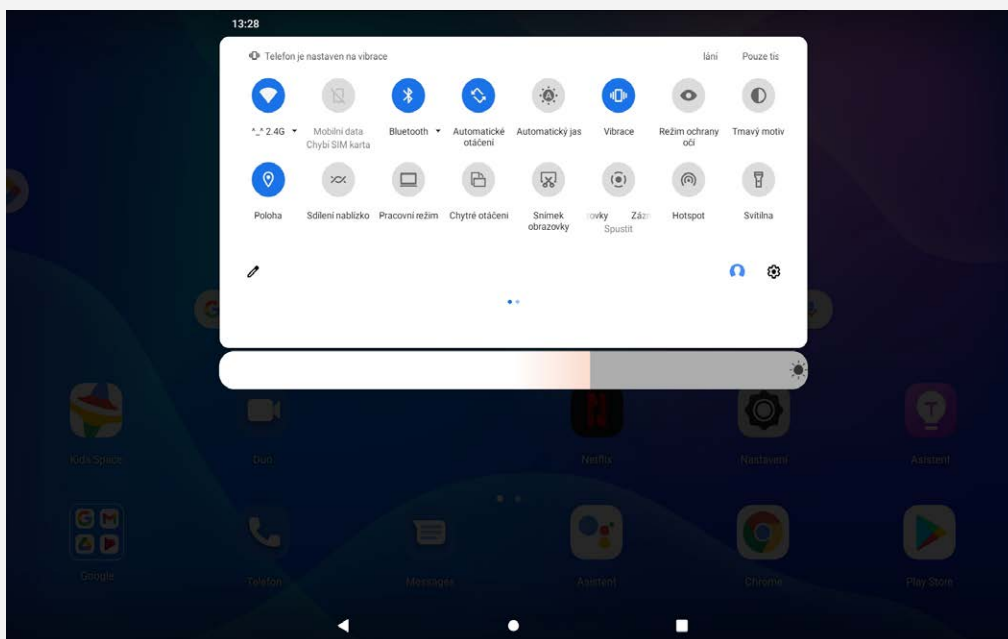 13:28
Telefon je nastaven na vibrace
lání Pouze tís
^_^ 2.4G
Mobilní data
Chybí SIM karta
Bluetooth
Automatické
otáčení
Automatický jas
Vibrace
Režim ochrany
očí
Tmavý motiv
Poloha
Sdílení nablízko
Pracovní režim
Chytré otáčení
Snímek
obrazovky
rovky Zázn
Spustit
Hotspot
Svítilna
Kids Space
Duo
Netflix
Nastavení
Asistent
Google
Telefon
Messages
Asistent
Chrome
Play Store